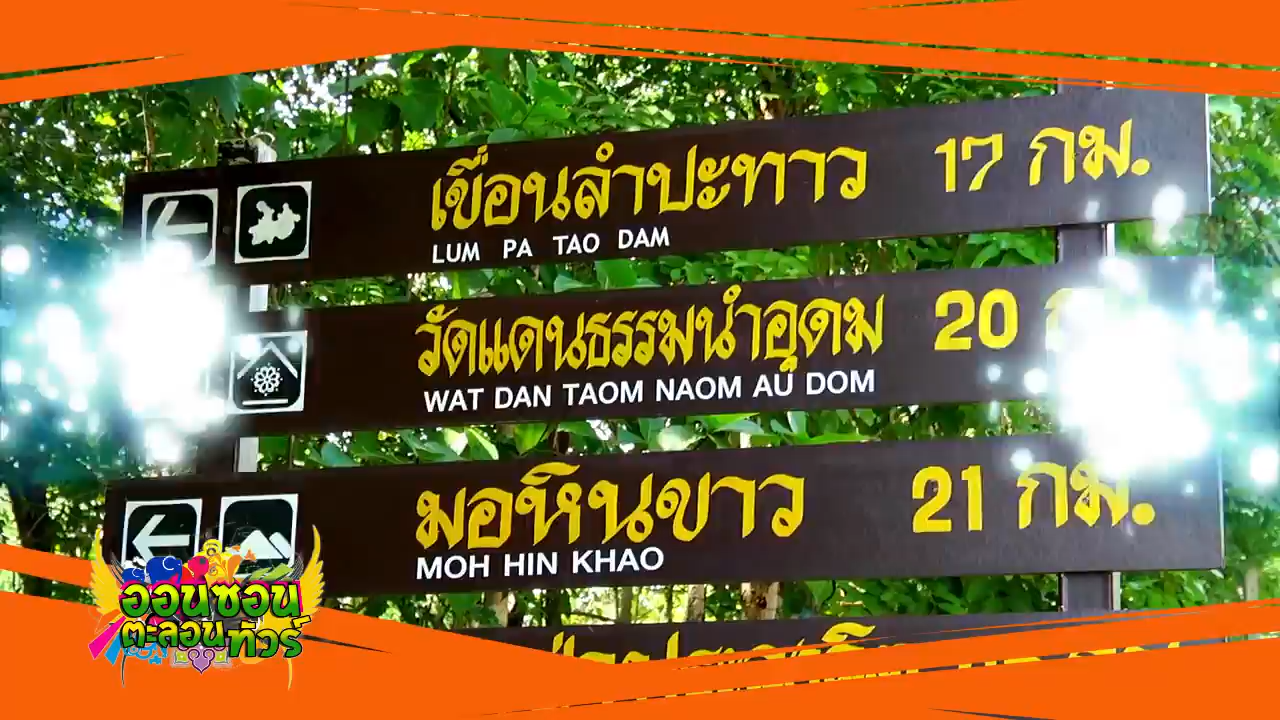 เขื่อนลำปะทาว 17 กม.
LUM PA TAO DAM
วัดแดนธรรมนำอุดม 20
WAT DAN TAOM NAOM AU DOM
มอหินขาว 21 กม.
MOH HIN KHAO
ออนซอน
ตะลอนทัวร์